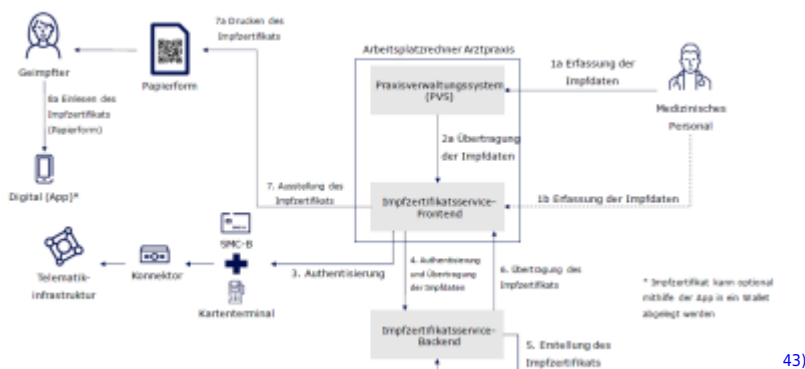 7a Drucken des
Impfzertifikats
Arbeitsplatzrechner Arztpraxis
1a Erfassung der
Impfdaten
Praxisverwaltungssystem
(PVS)
Geimpfter
Papierform
6a Einlesen des
Impfzertifikats
(Papierform)
Medizinisches
Personal
2a Übertragung
der Impfdaten
Digital (App)*
7. Ausstellung des
Impfzertifikats
Impfzertifikatsservice-
Frontend
1b Erfassung der Impfdaten
SMC-B
Telematik-
infrastruktur
Konnektor
3. Authentisierung
Kartenterminal
4. Authentisierung
und Übertragung
der Impfdaten
6. Übertragung des
Impfzertifikats
* Impfzertifikat kann optional
mithilfe der App in ein Wallet
abgelegt werden
Impfzertifikatsservice-
Backend
5. Erstellung des
Impfzertifikats
43)